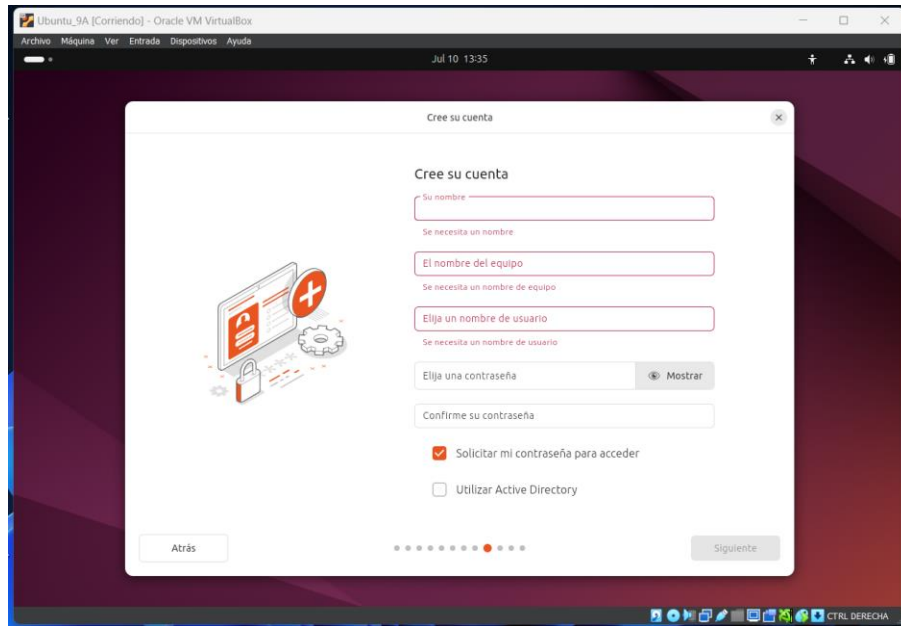 Ubuntu_9A [Corriendo] - Oracle VM VirtualBox
Archivo Máquina Ver Entrada Dispositivos Ayuda
Jul 10 13:35
Cree su cuenta
Cree su cuenta
Su nombre
Se necesita un nombre
El nombre del equipo
Se necesita un nombre de equipo
Elija un nombre de usuario
Se necesita un nombre de usuario
Elija una contraseña
Mostrar
Confirme su contraseña
Solicitar mi contraseña para acceder
Utilizar Active Directory
Atrás
Siguiente
CTRL DERECHA